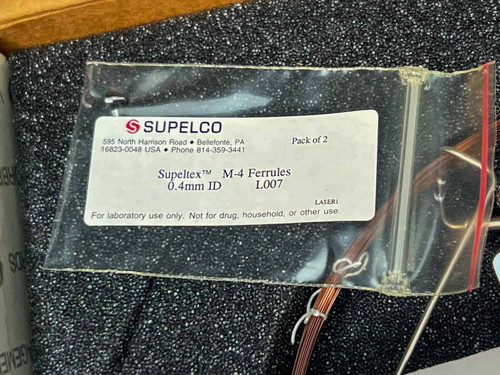 SUPELCO
595 North Harrison Road • Bellefonte, PA
16823-0048 USA • Phone 814-359-3441
Pack of 2
Supeltex™ M-4 Ferrules
0.4mm ID L007
LASER1
For laboratory use only. Not for drug, household, or other use.